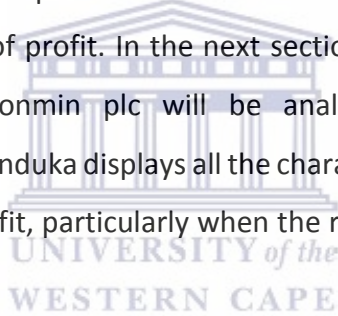 of profit. In the next sectio
onmin plc will be anal
nduka displays all the chara
fit, particularly when the r
UNIVERSITY of the
WESTERN CAPE